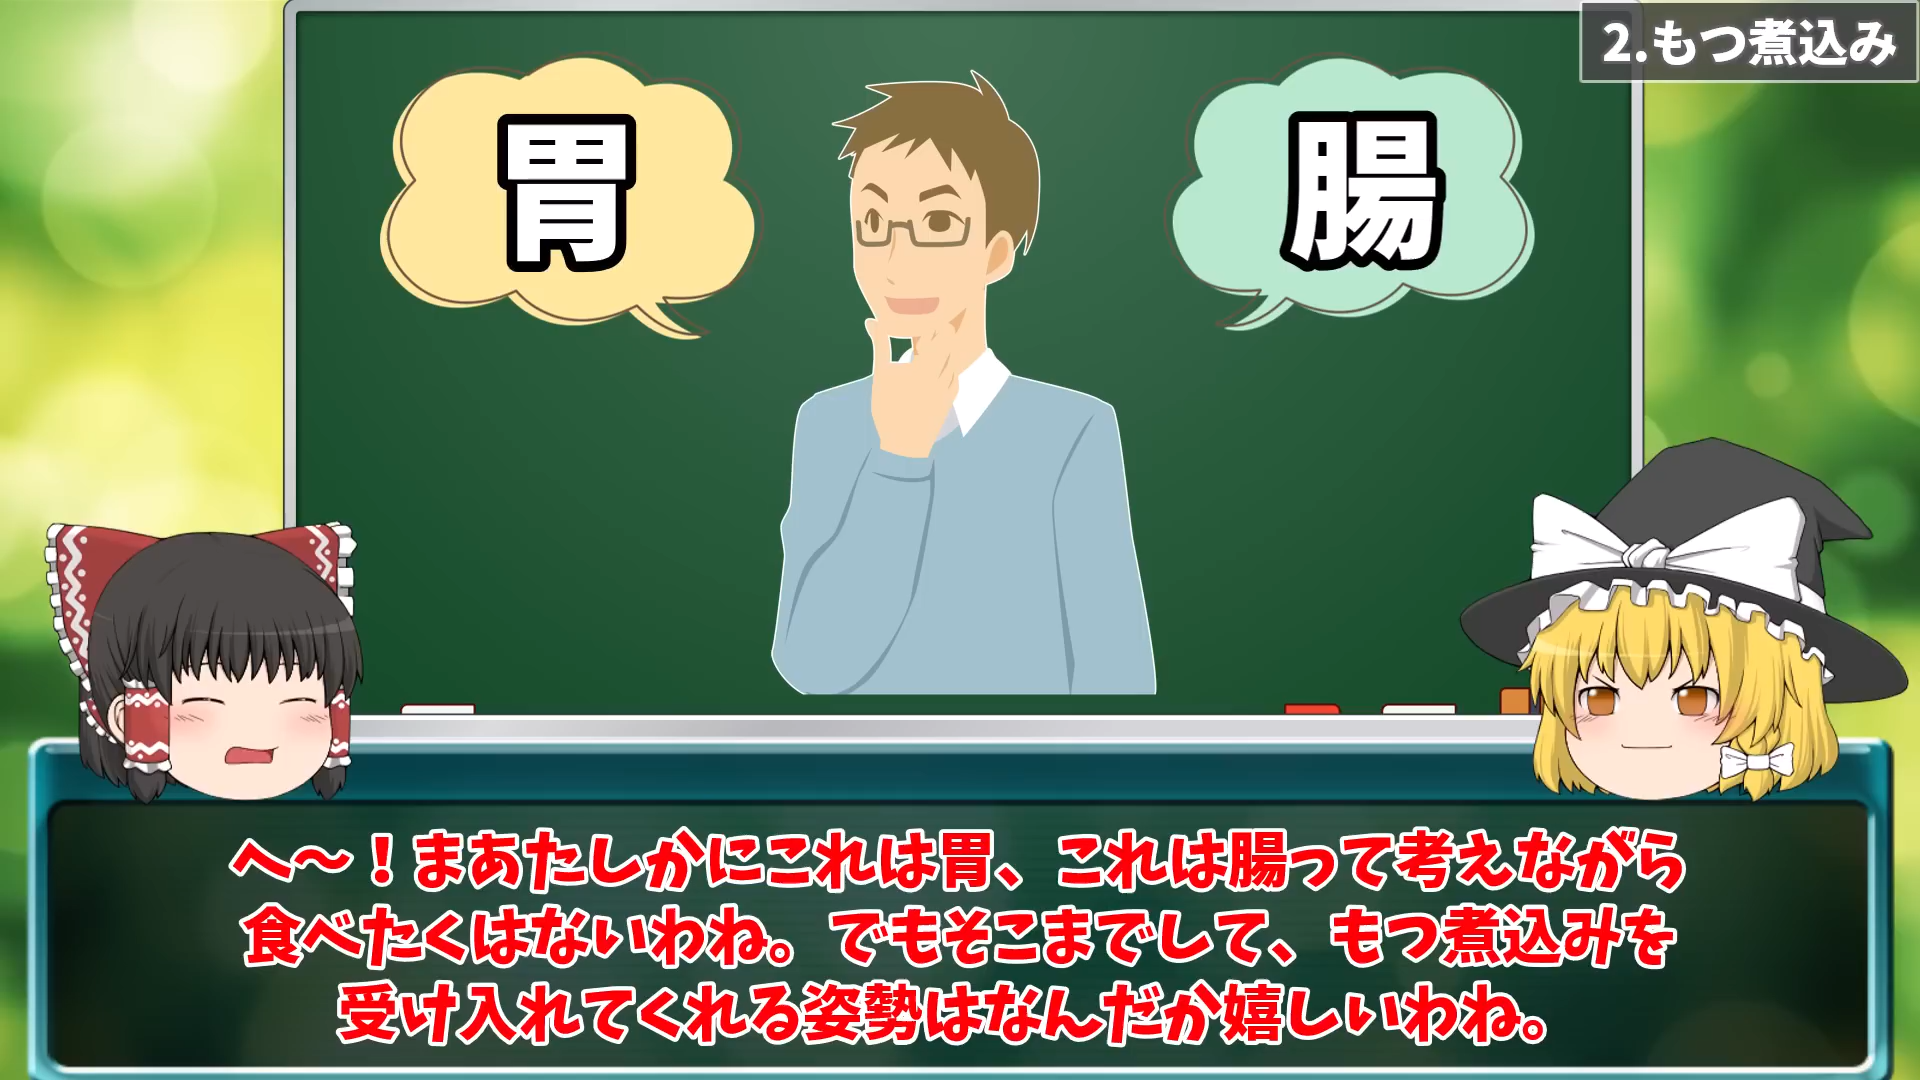 2.もつ煮込み
胃
腸
へ～！まあたしかにこれは胃、これは腸って考えながら
食べたくはないわね。でもそこまでして、もつ煮込みを
受け入れてくれる姿勢はなんだか嬉しいわね。